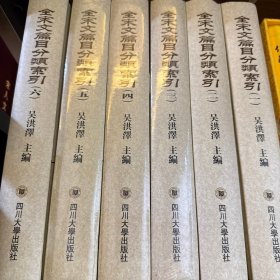 全宋文篇目分類索引（六） 吴洪澤 主編 四川大學出版社
全宋文篇目分類索引（五） 吴洪澤 主編 四川大學出版社
全宋文篇目分類索引（四） 吴洪澤 主編 四川大學出版社
全宋文篇目分類索引（三） 吴洪澤 主編 四川大學出版社
全宋文篇目分類索引（二） 吴洪澤 主編 四川大學出版社
全宋文篇目分類索引（一） 吴洪澤 主編 四川大學出版社